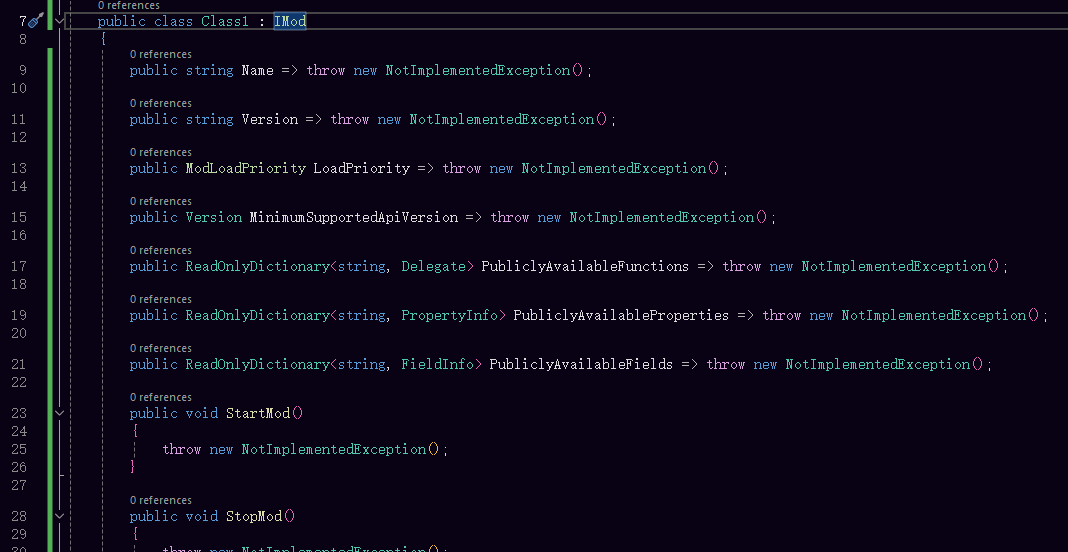 0 references
7 public class Class1 : IMod
8 {
0 references
9 public string Name => throw new NotImplementedException();
10
0 references
11 public string Version => throw new NotImplementedException();
12
0 references
13 public ModLoadPriority LoadPriority => throw new NotImplementedException();
14
0 references
15 public Version MinimumSupportedApiVersion => throw new NotImplementedException();
16
0 references
17 public ReadOnlyDictionary<string, Delegate> PubliclyAvailableFunctions => throw new NotImplementedException();
18
0 references
19 public ReadOnlyDictionary<string, PropertyInfo> PubliclyAvailableProperties => throw new NotImplementedException();
20
0 references
21 public ReadOnlyDictionary<string, FieldInfo> PubliclyAvailableFields => throw new NotImplementedException();
22
0 references
23 public void StartMod()
24 {
25 throw new NotImplementedException();
26 }
27
0 references
28 public void StopMod()
29 {
30 throw new NotImplementedException();